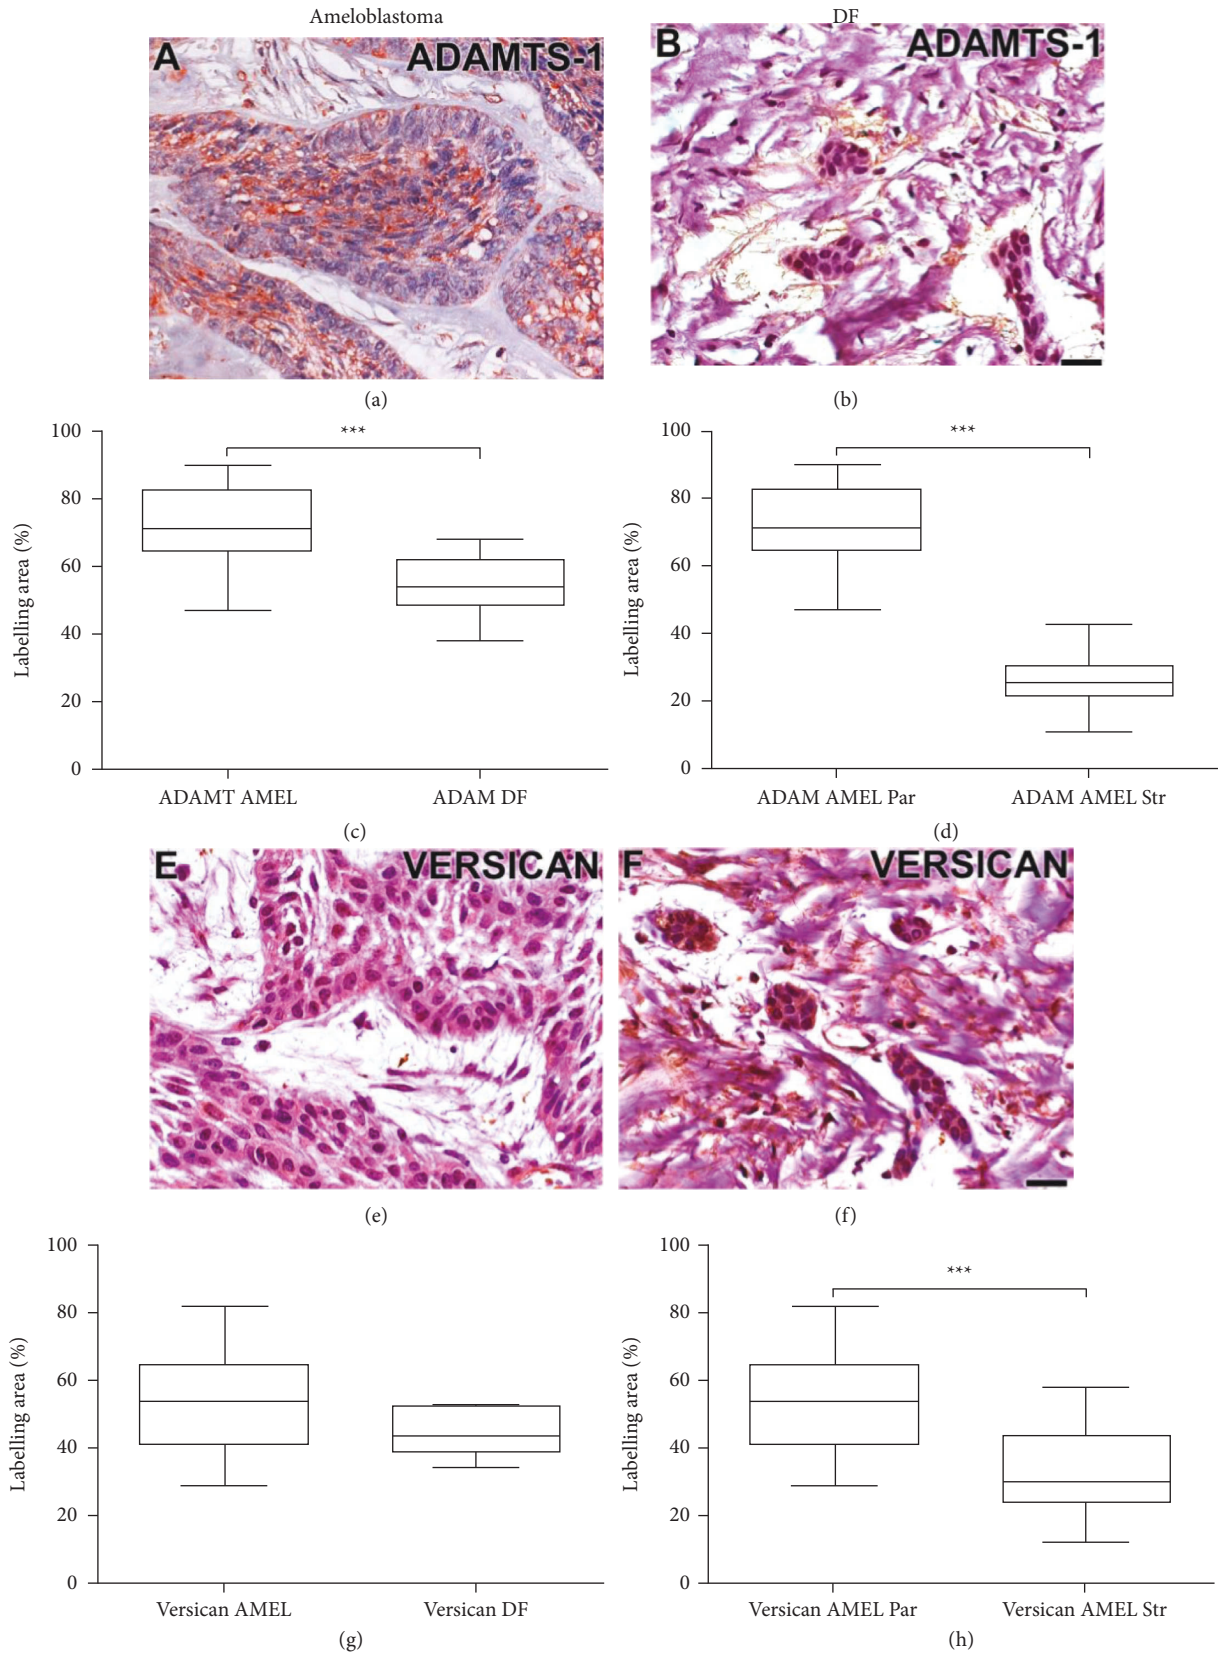 Ameloblastoma
DF
A ADAMTS-1
B ADAMTS-1
(a)
(b)
100
80
60
40
20
0
Labelling area (%)
***
ADAMT AMEL
ADAM DF
(c)
100
80
60
40
20
0
Labelling area (%)
***
ADAM AMEL Par
ADAM AMEL Str
(d)
E VERSICAN
F VERSICAN
(e)
(f)
100
80
60
40
20
0
Labelling area (%)
Versican AMEL
Versican DF
(g)
100
80
60
40
20
0
Labelling area (%)
***
Versican AMEL Par
Versican AMEL Str
(h)